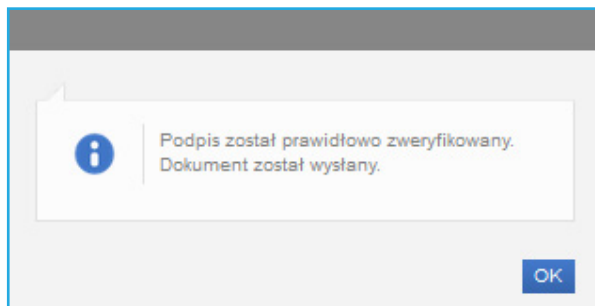 Podpis został prawidłowo zweryfikowany.
Dokument został wysłany.
OK